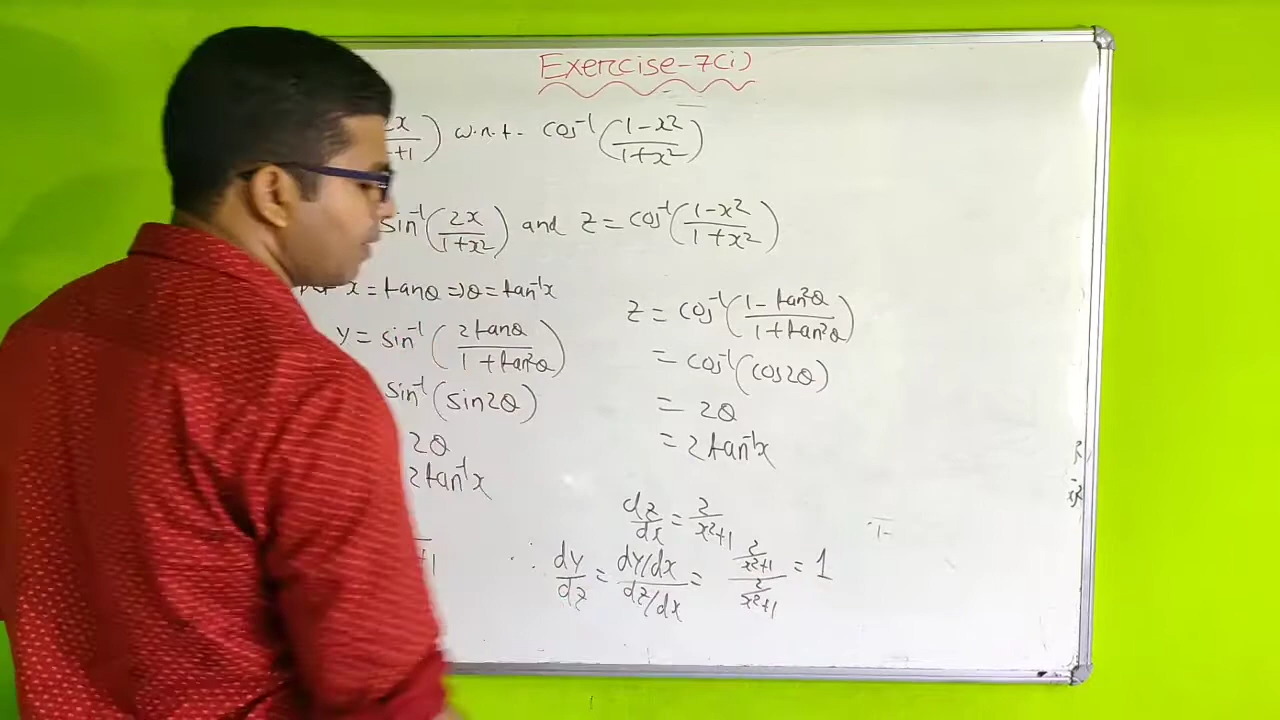 Exercise-7(i)
2x/x²+1) w.r.t. cos⁻¹(1-x²/1+x²)
sin⁻¹(2x/1+x²) and z = cos⁻¹(1-x²/1+x²)
x = tanθ ⇒ θ = tan⁻¹x
y = sin⁻¹(2tanθ/1+tan²θ)
sin⁻¹(sin2θ)
2θ
2tan⁻¹x
+1
z = cos⁻¹(1-tan²θ/1+tan²θ)
= cos⁻¹(cos2θ)
= 2θ
= 2tan⁻¹x
dz/dx = 2/x²+1
∴ dy/dz = dy/dx/dz/dx = 2/x²+1/2/x²+1 = 1